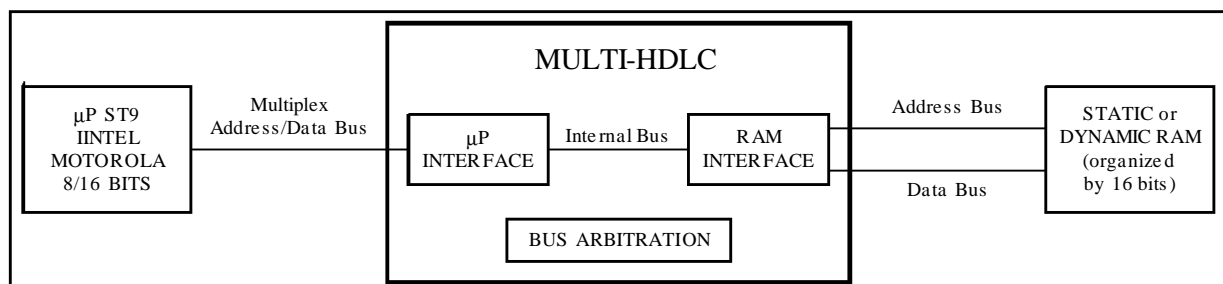 MULTI-HDLC
µP ST9
IINTEL
MOTOROLA
8/16 BITS
Multiplex
Address/Data Bus
µP
INTERFACE
Internal Bus
RAM
INTERFACE
Address Bus
Data Bus
STATIC or
DYNAMIC RAM
(organized
by 16 bits)
BUS ARBITRATION